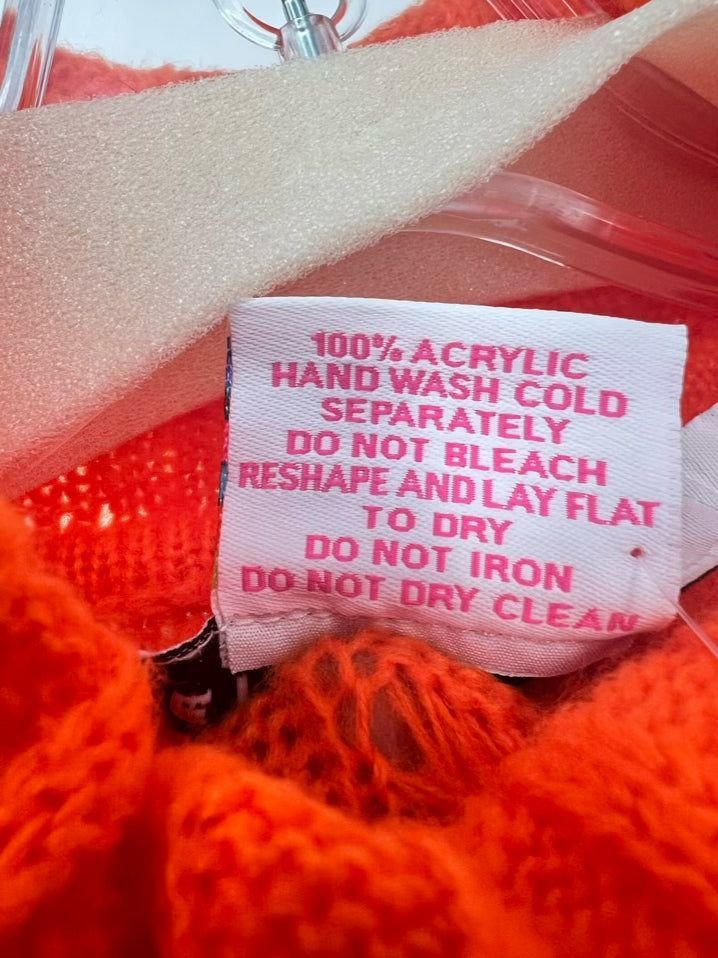 100% ACRYLIC
HAND WASH COLD
SEPARATELY
DO NOT BLEACH
RESHAPE AND LAY FLAT
TO DRY
DO NOT IRON
DO NOT DRY CLEAN